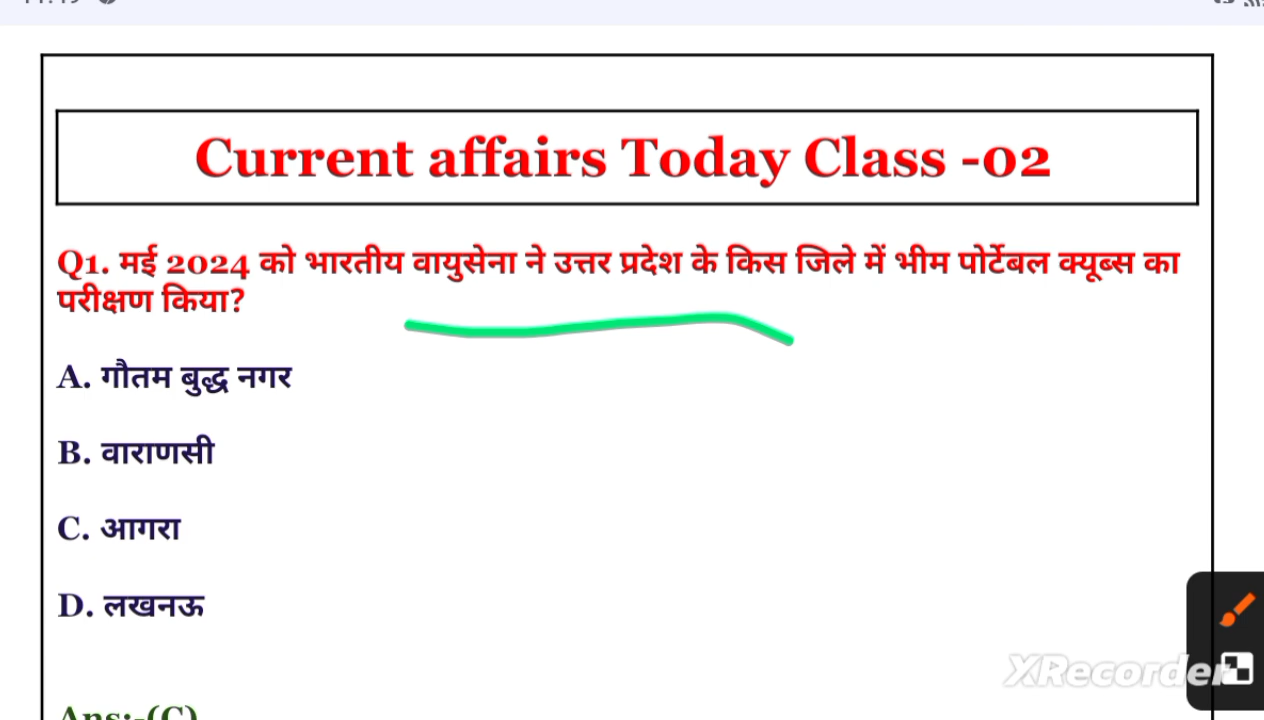 Current affairs Today Class -02
Q1. मई 2024 को भारतीय वायुसेना ने उत्तर प्रदेश के किस जिले में भीम पोर्टेबल क्यूब्स का
परीक्षण किया?
A. गौतम बुद्ध नगर
B. वाराणसी
C. आगरा
D. लखनऊ
XRecorder
Ans:-(C)